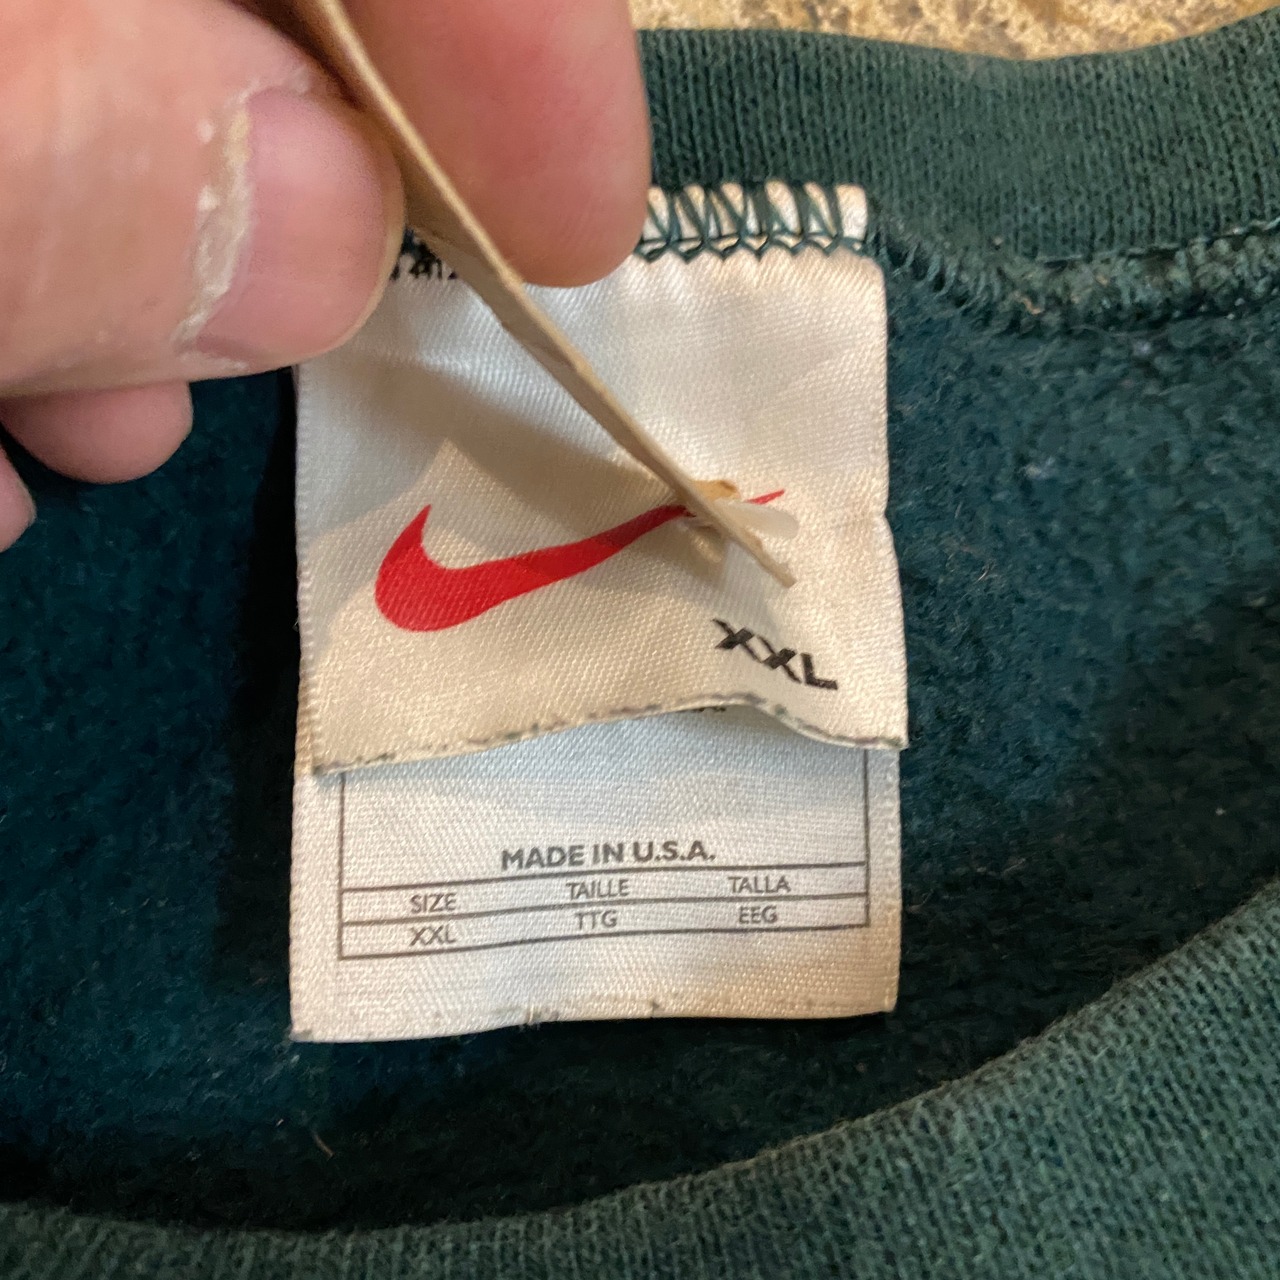 XXL
MADE IN U.S.A.
SIZE TAILLE TALLA
XXL TTG EEG